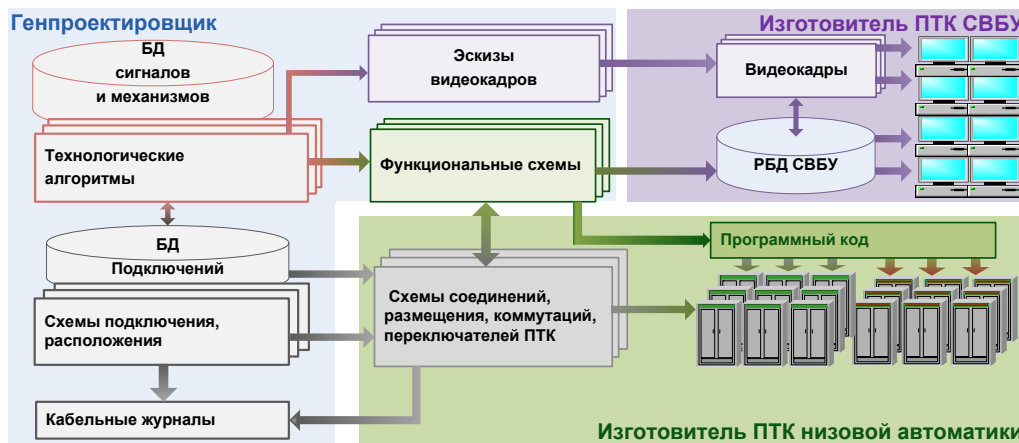 Генпроектировщик
БД
сигналов
и механизмов
Технологические
алгоритмы
БД
Подключений
Схемы подключения,
расположения
Кабельные журналы
Эскизы
видеокадров
Функциональные схемы
Схемы соединений,
размещения, коммутаций,
переключателей ПТК
Изготовитель ПТК СВБУ
Видеокадры
РБД СВБУ
Программный код
Изготовитель ПТК низовой автоматики